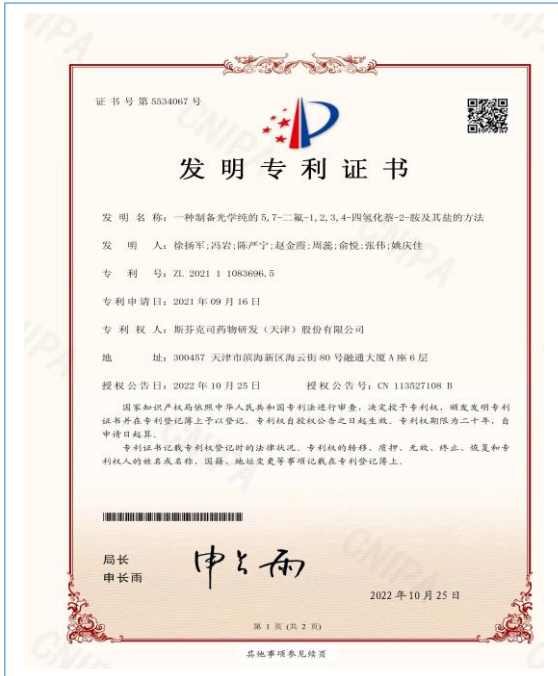 证书号第5534067号
发明专利证书
发明名称：一种制备光学纯的5,7-二氟-1,2,3,4-四氢化萘-2-胺及其盐的方法
发明人：徐扬军;冯岩;陈严宁;赵金霞;周蕊;俞悦;张伟;姚庆佳
专利号：ZL 2021 1 1083696.5
专利申请日：2021年09月16日
专利权人：斯芬克司药物研发（天津）股份有限公司
地址：300457 天津市滨海新区海云街80号融通大厦A座6层
授权公告日：2022年10月25日 授权公告号：CN 113527108 B
国家知识产权局依照中华人民共和国专利法进行审查，决定授予专利权，颁发发明专利
证书并在专利登记簿上予以登记。专利权自授权公告之日起生效。专利权期限为二十年，自
申请日起算。
专利证书记载专利权登记时的法律状况。专利权的转移、质押、无效、终止、恢复和专
利权人的姓名或名称、国籍、地址变更等事项记载在专利登记簿上。
局长
申长雨
申长雨
2022年10月25日
第1页(共2页)
其他事项参见续页
CNIPA
CNIPA
CNIPA